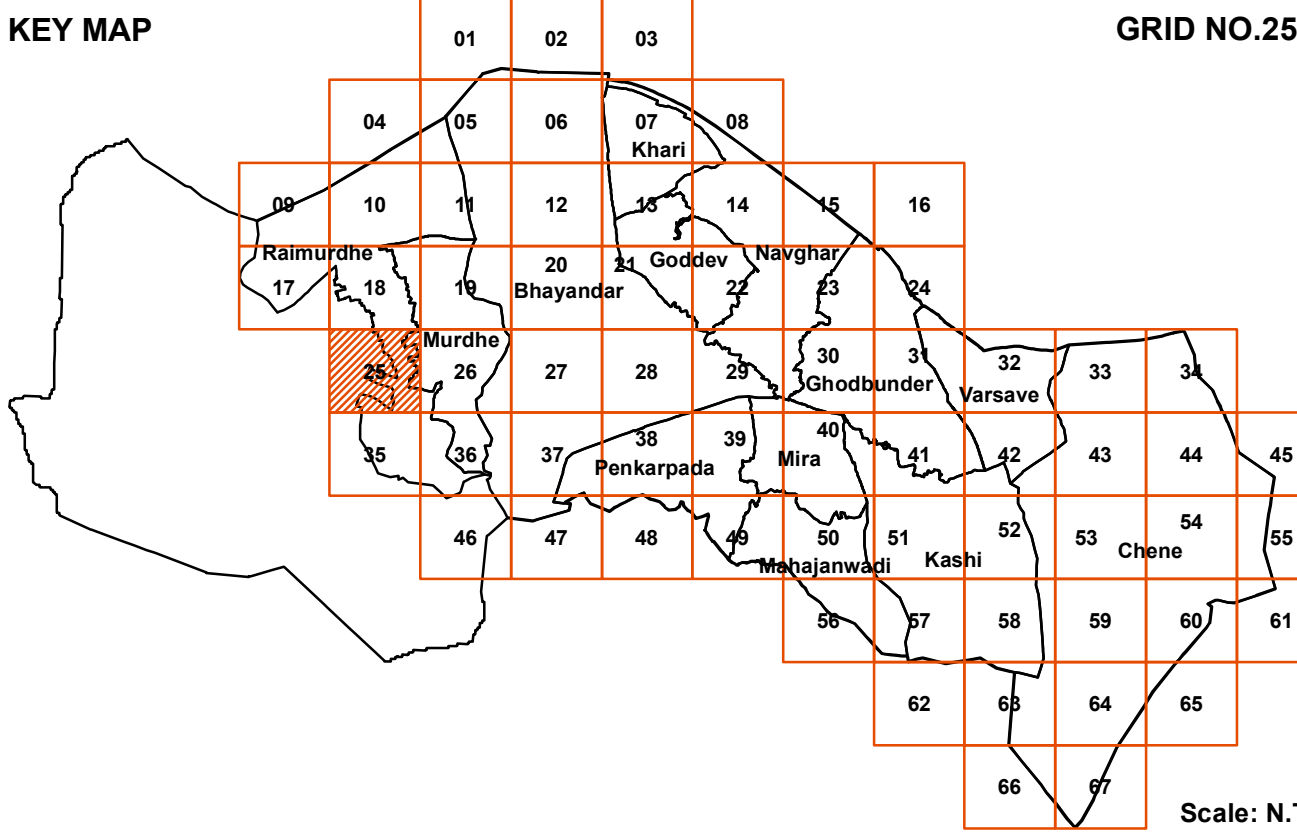 KEY MAP
GRID NO.25
01 02 03
04 05 06 07 08
Khari
09 10 11 12 13 14 15 16
Raimurdhe Goddev Navghar
17 18 19 20 21 22 23 24
Bhayandar
Murdhe
25 26 27 28 29 30 31 32 33 34
Ghodbunder Varsave
35 36 37 38 39 40 41 42 43 44 45
Penkarpada Mira
46 47 48 49 50 51 52 53 54 55
Mahajanwadi Kashi Chene
56 57 58 59 60 61
62 63 64 65
66 67
Scale: N.